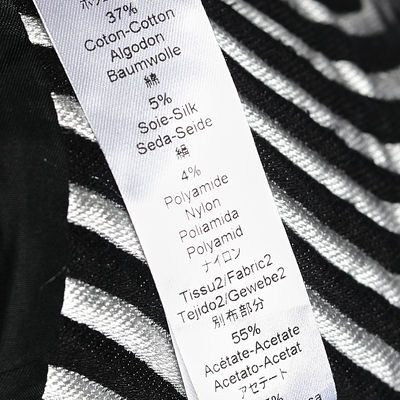 37%
Coton-Cotton
Algodon
Baumwolle
綿
5%
Soie-Silk
Seda-Seide
絹
4%
Polyamide
Nylon
Poliamida
Polyamid
ナイロン
Tissu2/Fabric2
Tejido2/Gewebe2
別布部分
55%
Acétate-Acetate
Acetato-Acetat
アセテート